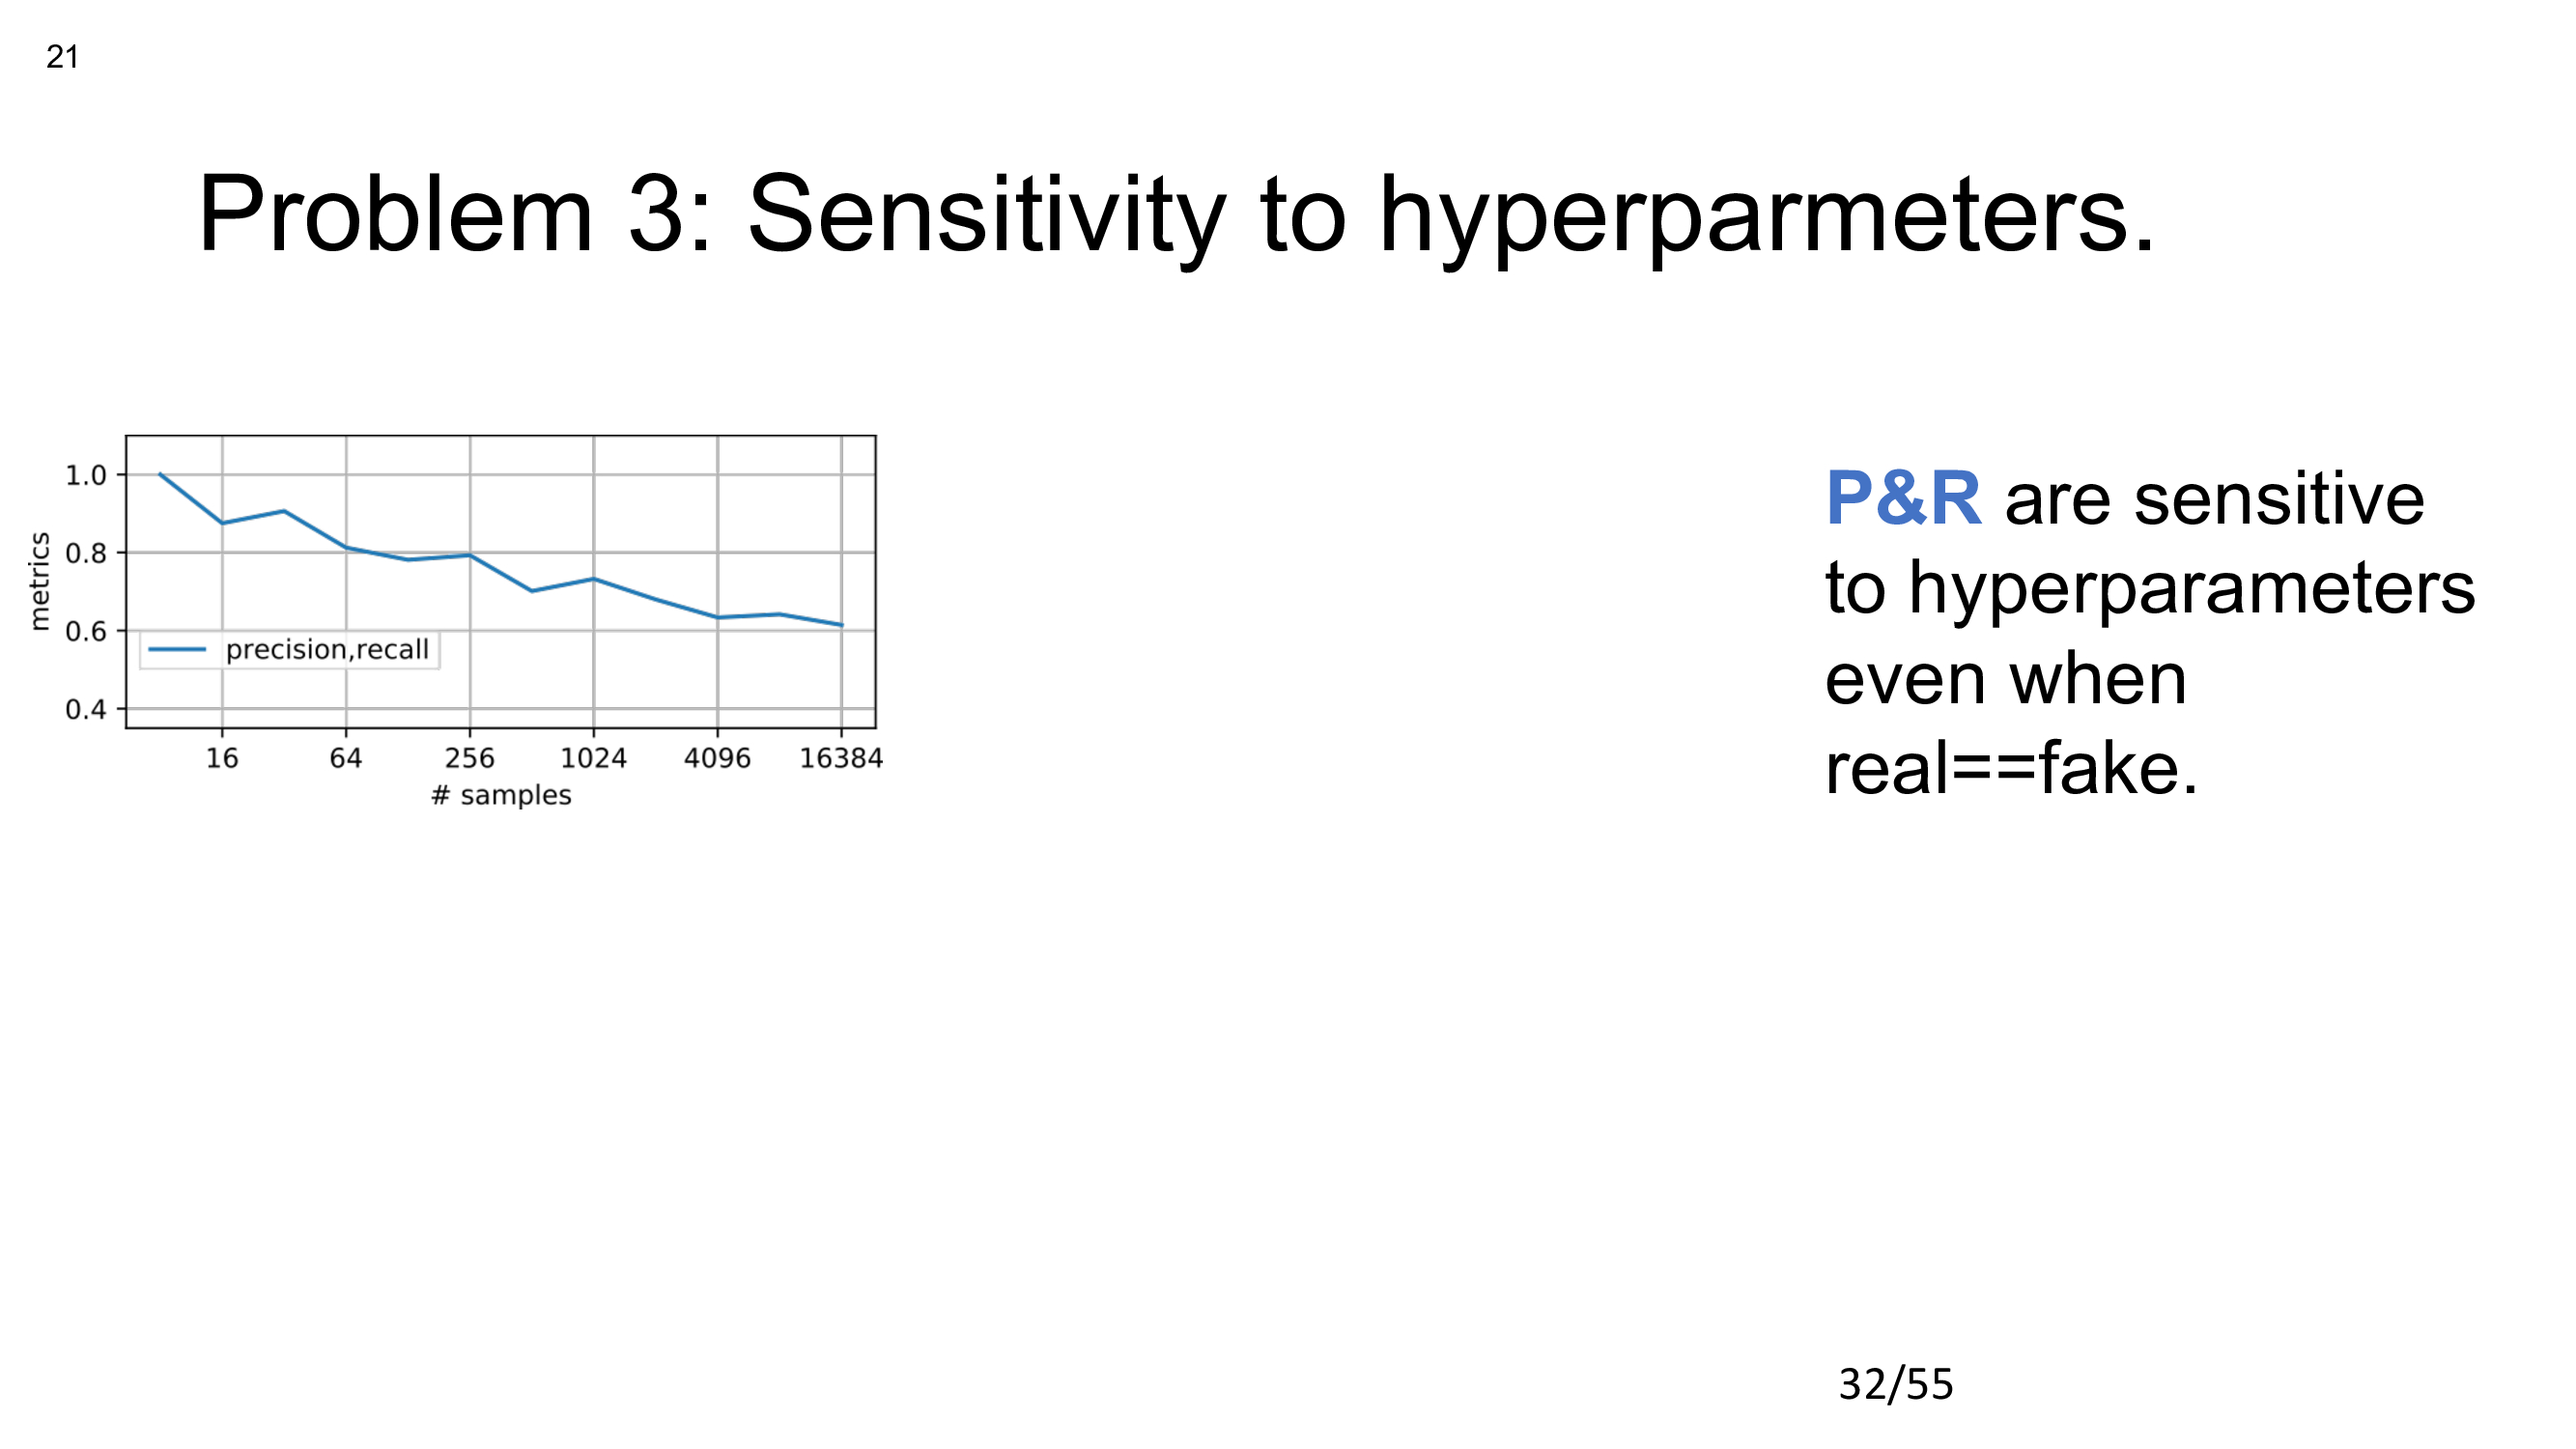 21
Problem 3: Sensitivity to hyperparmeters.
1.0
0.8
0.6
0.4
metrics
precision,recall
16 64 256 1024 4096 16384
# samples
P&R are sensitive
to hyperparameters
even when
real==fake.
32/55